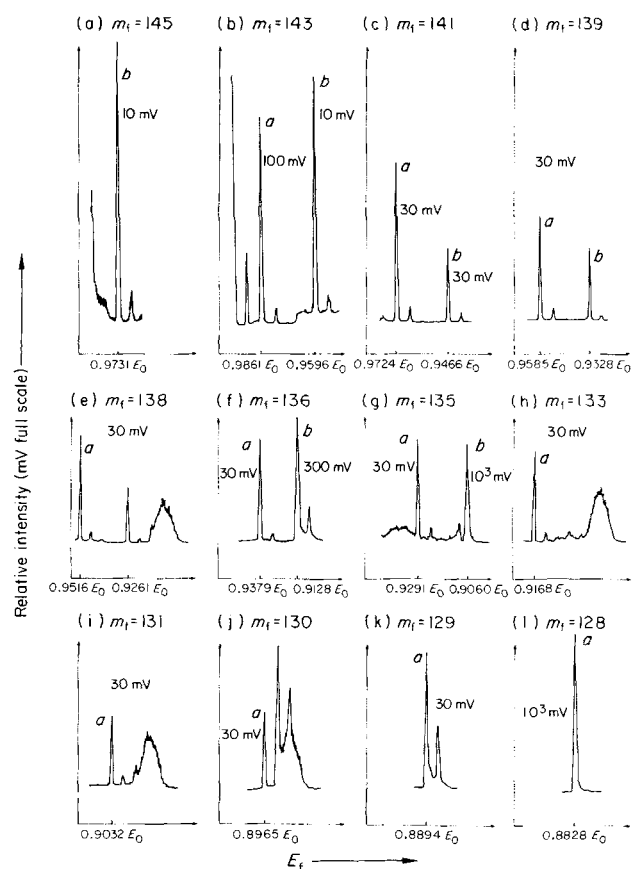 (a) mf=145
b
10 mV
0.9731 E0
(b) mf=143
a
100 mV
b
10 mV
0.9861 E0 0.9596 E0
(c) mf=141
a
30 mV
b
30 mV
0.9724 E0 0.9466 E0
(d) mf=139
30 mV
a
b
0.9585 E0 0.9328 E0
(e) mf=138
30 mV
a
0.9516 E0 0.9261 E0
(f) mf=136
a
30 mV
b
300 mV
0.9379 E0 0.9128 E0
(g) mf=135
a
30 mV
b
10³ mV
0.9291 E0 0.9060 E0
(h) mf=133
30 mV
a
0.9168 E0
(i) mf=131
30 mV
a
0.9032 E0
(j) mf=130
a
30 mV
0.8965 E0
(k) mf=129
a
30 mV
0.8894 E0
(l) mf=128
a
10³ mV
0.8828 E0
Relative intensity (mV full scale)
Ef